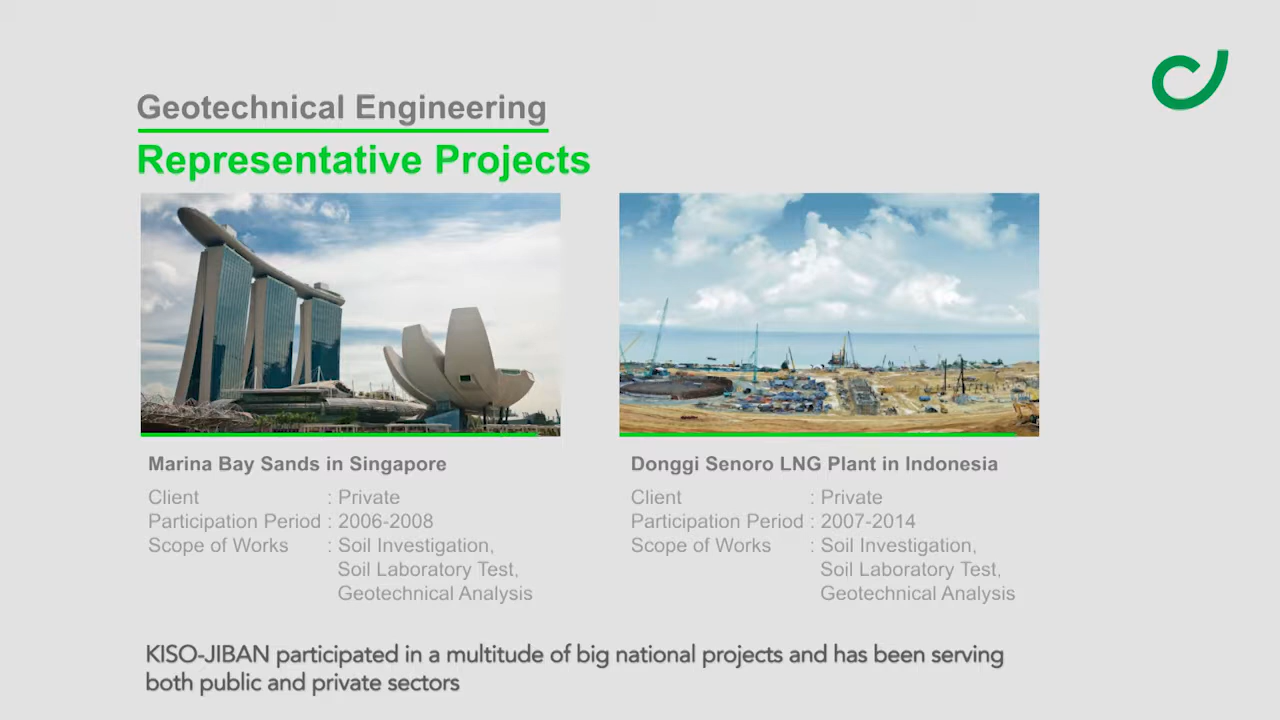 Geotechnical Engineering
Representative Projects
Marina Bay Sands in Singapore
Client : Private
Participation Period : 2006-2008
Scope of Works : Soil Investigation,
Soil Laboratory Test,
Geotechnical Analysis
Donggi Senoro LNG Plant in Indonesia
Client : Private
Participation Period : 2007-2014
Scope of Works : Soil Investigation,
Soil Laboratory Test,
Geotechnical Analysis
KISO-JIBAN participated in a multitude of big national projects and has been serving
both public and private sectors